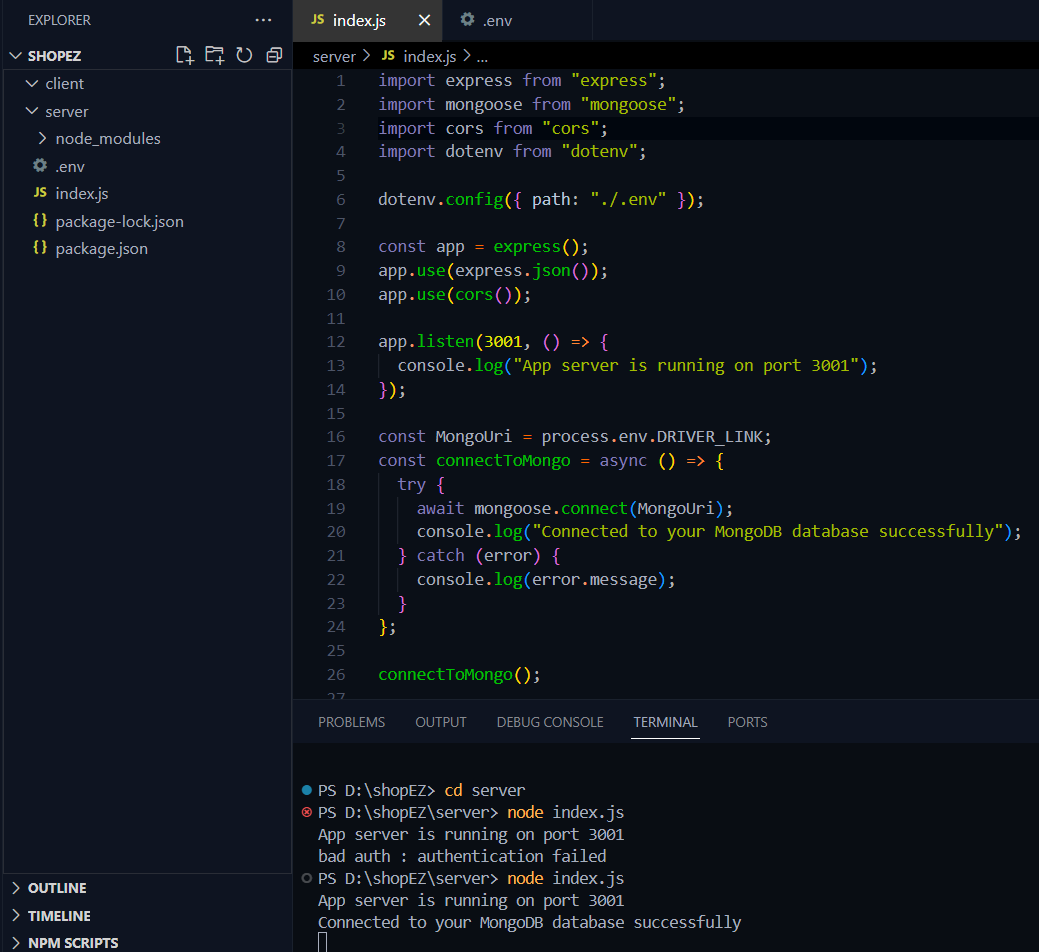 EXPLORER
···
SHOPEZ
client
server
node_modules
.env
JS index.js
{} package-lock.json
{} package.json
OUTLINE
TIMELINE
NPM SCRIPTS
JS index.js
.env
server > JS index.js > ...
1 import express from "express";
2 import mongoose from "mongoose";
3 import cors from "cors";
4 import dotenv from "dotenv";
5
6 dotenv.config({ path: "./.env" });
7
8 const app = express();
9 app.use(express.json());
10 app.use(cors());
11
12 app.listen(3001, () => {
13 console.log("App server is running on port 3001");
14 });
15
16 const MongoUri = process.env.DRIVER_LINK;
17 const connectToMongo = async () => {
18 try {
19 await mongoose.connect(MongoUri);
20 console.log("Connected to your MongoDB database successfully");
21 } catch (error) {
22 console.log(error.message);
23 }
24 };
25
26 connectToMongo();
27
PROBLEMS OUTPUT DEBUG CONSOLE TERMINAL PORTS
PS D:\shopEZ> cd server
PS D:\shopEZ\server> node index.js
App server is running on port 3001
bad auth : authentication failed
PS D:\shopEZ\server> node index.js
App server is running on port 3001
Connected to your MongoDB database successfully